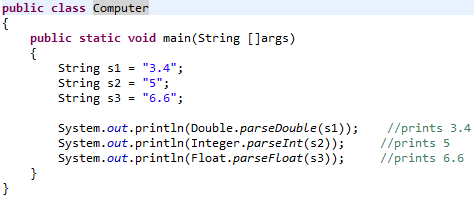 public class Computer
{
public static void main(String []args)
{
String s1 = "3.4";
String s2 = "5";
String s3 = "6.6";
System.out.println(Double.parseDouble(s1)); //prints 3.4
System.out.println(Integer.parseInt(s2)); //prints 5
System.out.println(Float.parseFloat(s3)); //prints 6.6
}
}